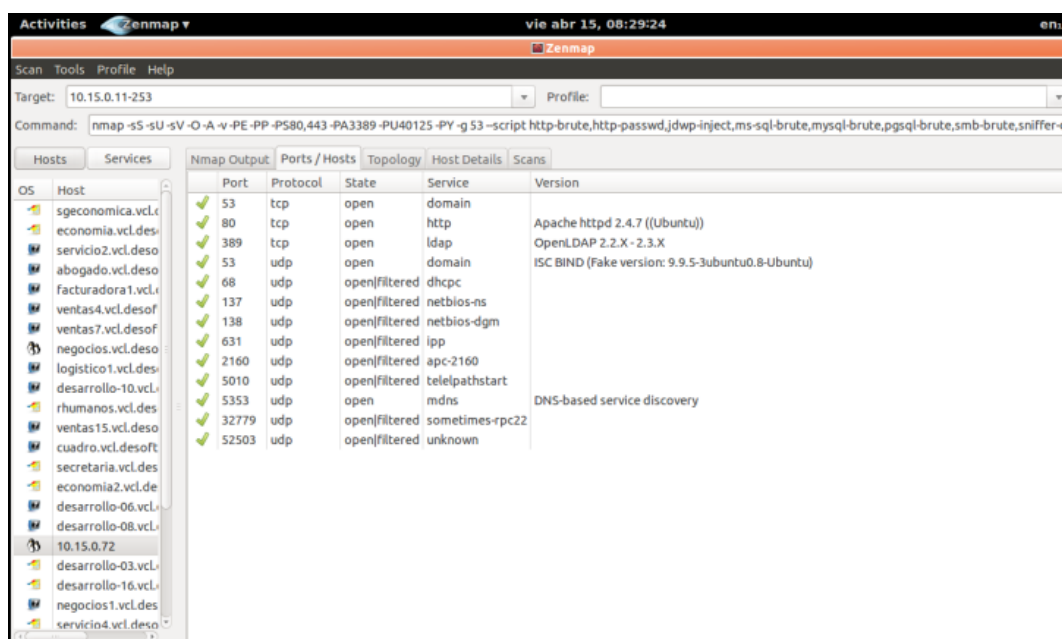 Activities Zenmap ▾ vie abr 15, 08:29:24 en
Zenmap
Scan Tools Profile Help
Target: 10.15.0.11-253 Profile:
Command: nmap -sS -sU -sV -O -A -v -PE -PP -PS80,443 -PA3389 -PU40125 -PY -g 53 --script http-brute,http-passwd,jdwp-inject,ms-sql-brute,mysql-brute,pgsql-brute,smb-brute,sniffer-
Hosts Services Nmap Output Ports / Hosts Topology Host Details Scans
OS Host
sgeconomica.vcl.
economia.vcl.des
servicio2.vcl.deso
abogado.vcl.deso
facturadora1.vcl.
ventas4.vcl.desof
ventas7.vcl.desof
negocios.vcl.deso
logistico1.vcl.des
desarrollo-10.vcl.
rhumanos.vcl.des
ventas15.vcl.deso
cuadro.vcl.desoft
secretaria.vcl.des
economia2.vcl.de
desarrollo-06.vcl.
desarrollo-08.vcl.
10.15.0.72
desarrollo-03.vcl.
desarrollo-16.vcl.
negocios1.vcl.des
servicio4.vcl.deso
Port Protocol State Service Version
53 tcp open domain
80 tcp open http Apache httpd 2.4.7 ((Ubuntu))
389 tcp open ldap OpenLDAP 2.2.X - 2.3.X
53 udp open domain ISC BIND (Fake version: 9.9.5-3ubuntu0.8-Ubuntu)
68 udp open|filtered dhcpc
137 udp open|filtered netbios-ns
138 udp open|filtered netbios-dgm
631 udp open|filtered ipp
2160 udp open|filtered apc-2160
5010 udp open|filtered telelpathstart
5353 udp open mdns DNS-based service discovery
32779 udp open|filtered sometimes-rpc22
52503 udp open|filtered unknown